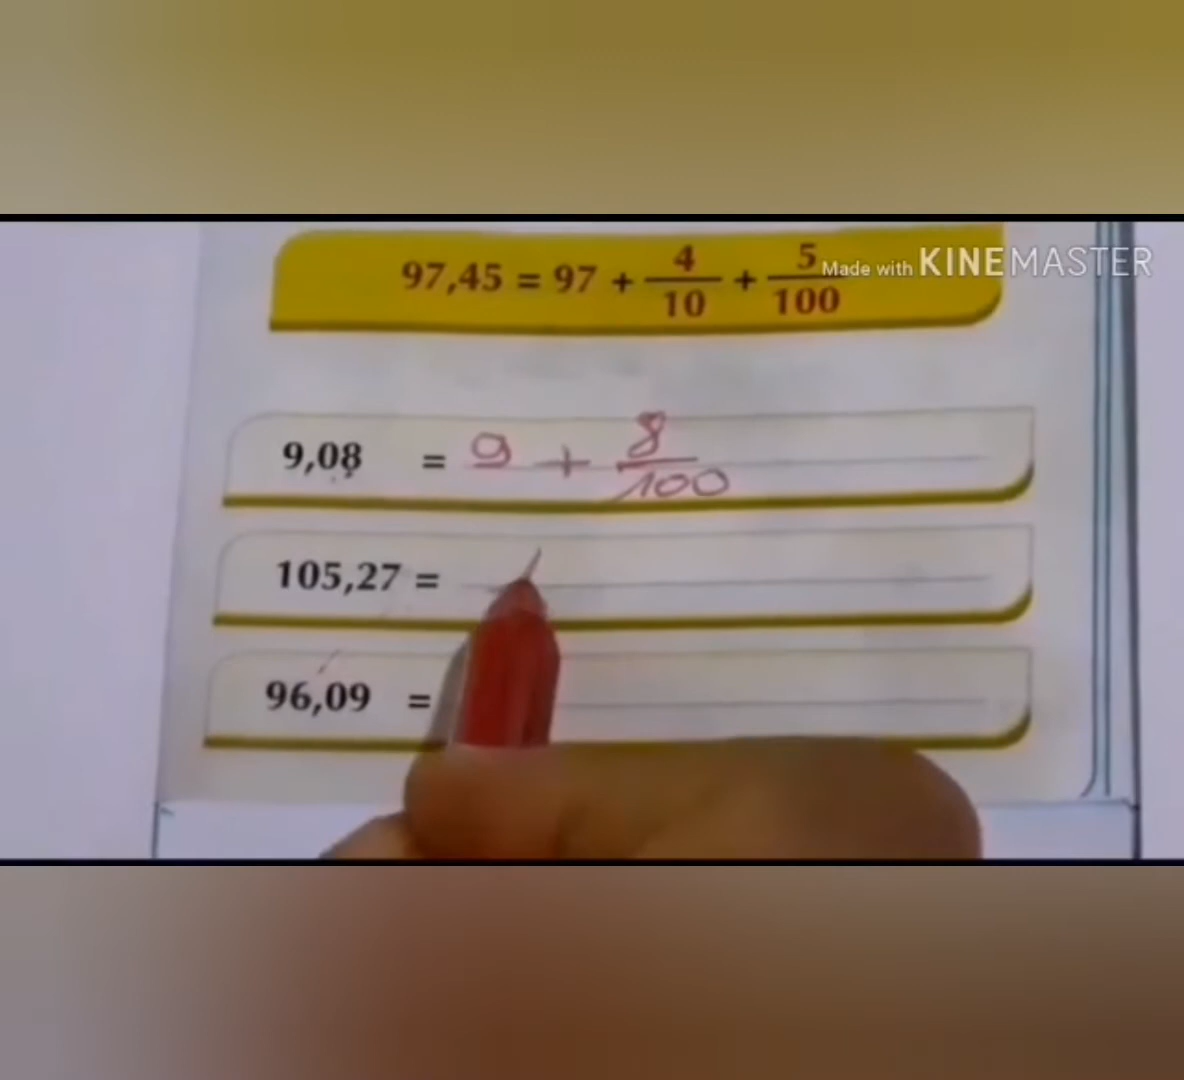 97,45 = 97 + 4/10 + 5/100
Made with KINEMASTER
9,08 = 9 + 8/100
105,27 =
96,09 =